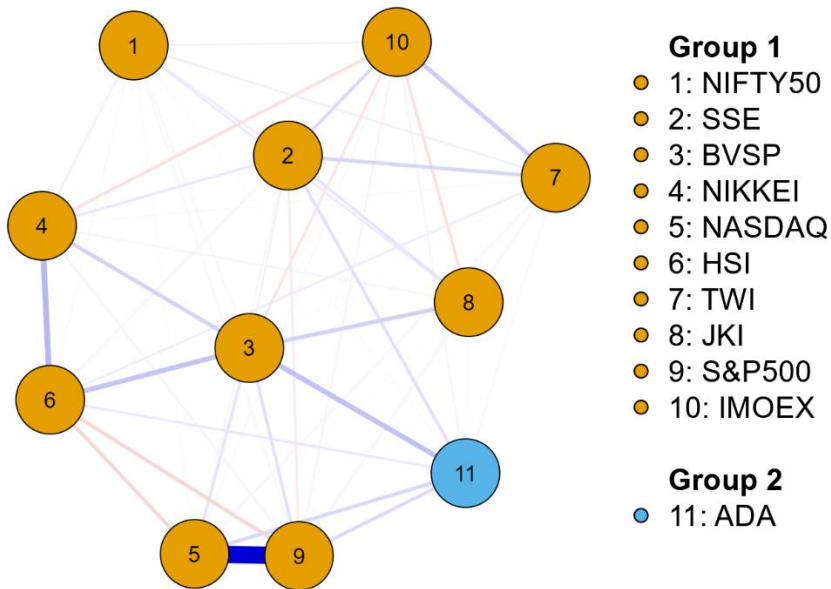 1
10
2
7
4
8
3
6
11
5
9
Group 1
1: NIFTY50
2: SSE
3: BVSP
4: NIKKEI
5: NASDAQ
6: HSI
7: TWI
8: JKI
9: S&P500
10: IMOEX
Group 2
11: ADA